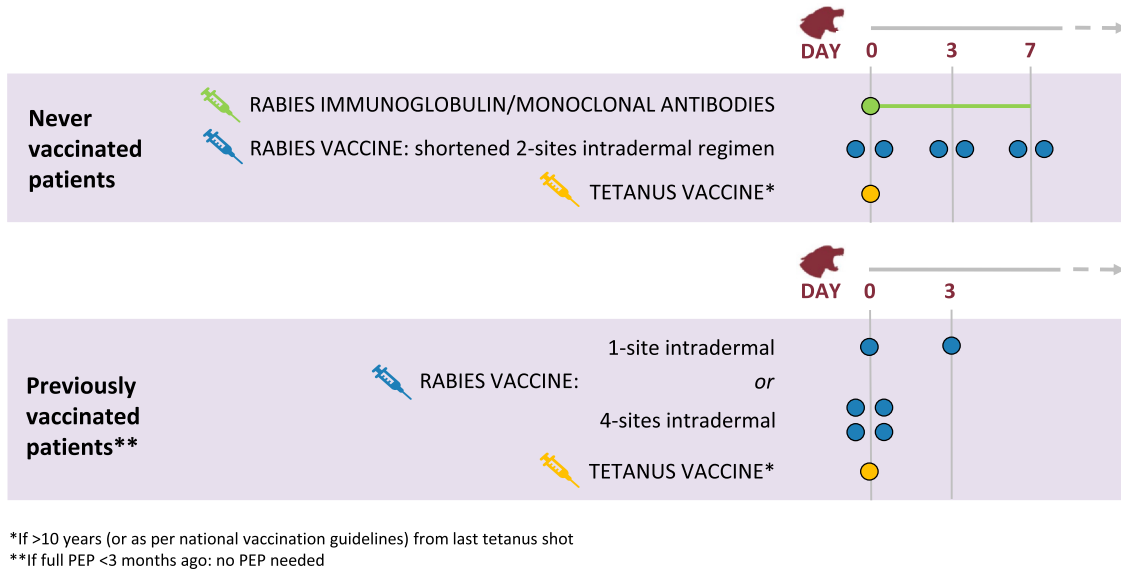 DAY 0 3 7
Never
vaccinated
patients
RABIES IMMUNOGLOBULIN/MONOCLONAL ANTIBODIES
RABIES VACCINE: shortened 2-sites intradermal regimen
TETANUS VACCINE*
DAY 0 3
Previously
vaccinated
patients**
1-site intradermal
RABIES VACCINE: or
4-sites intradermal
TETANUS VACCINE*
*If >10 years (or as per national vaccination guidelines) from last tetanus shot
**If full PEP <3 months ago: no PEP needed